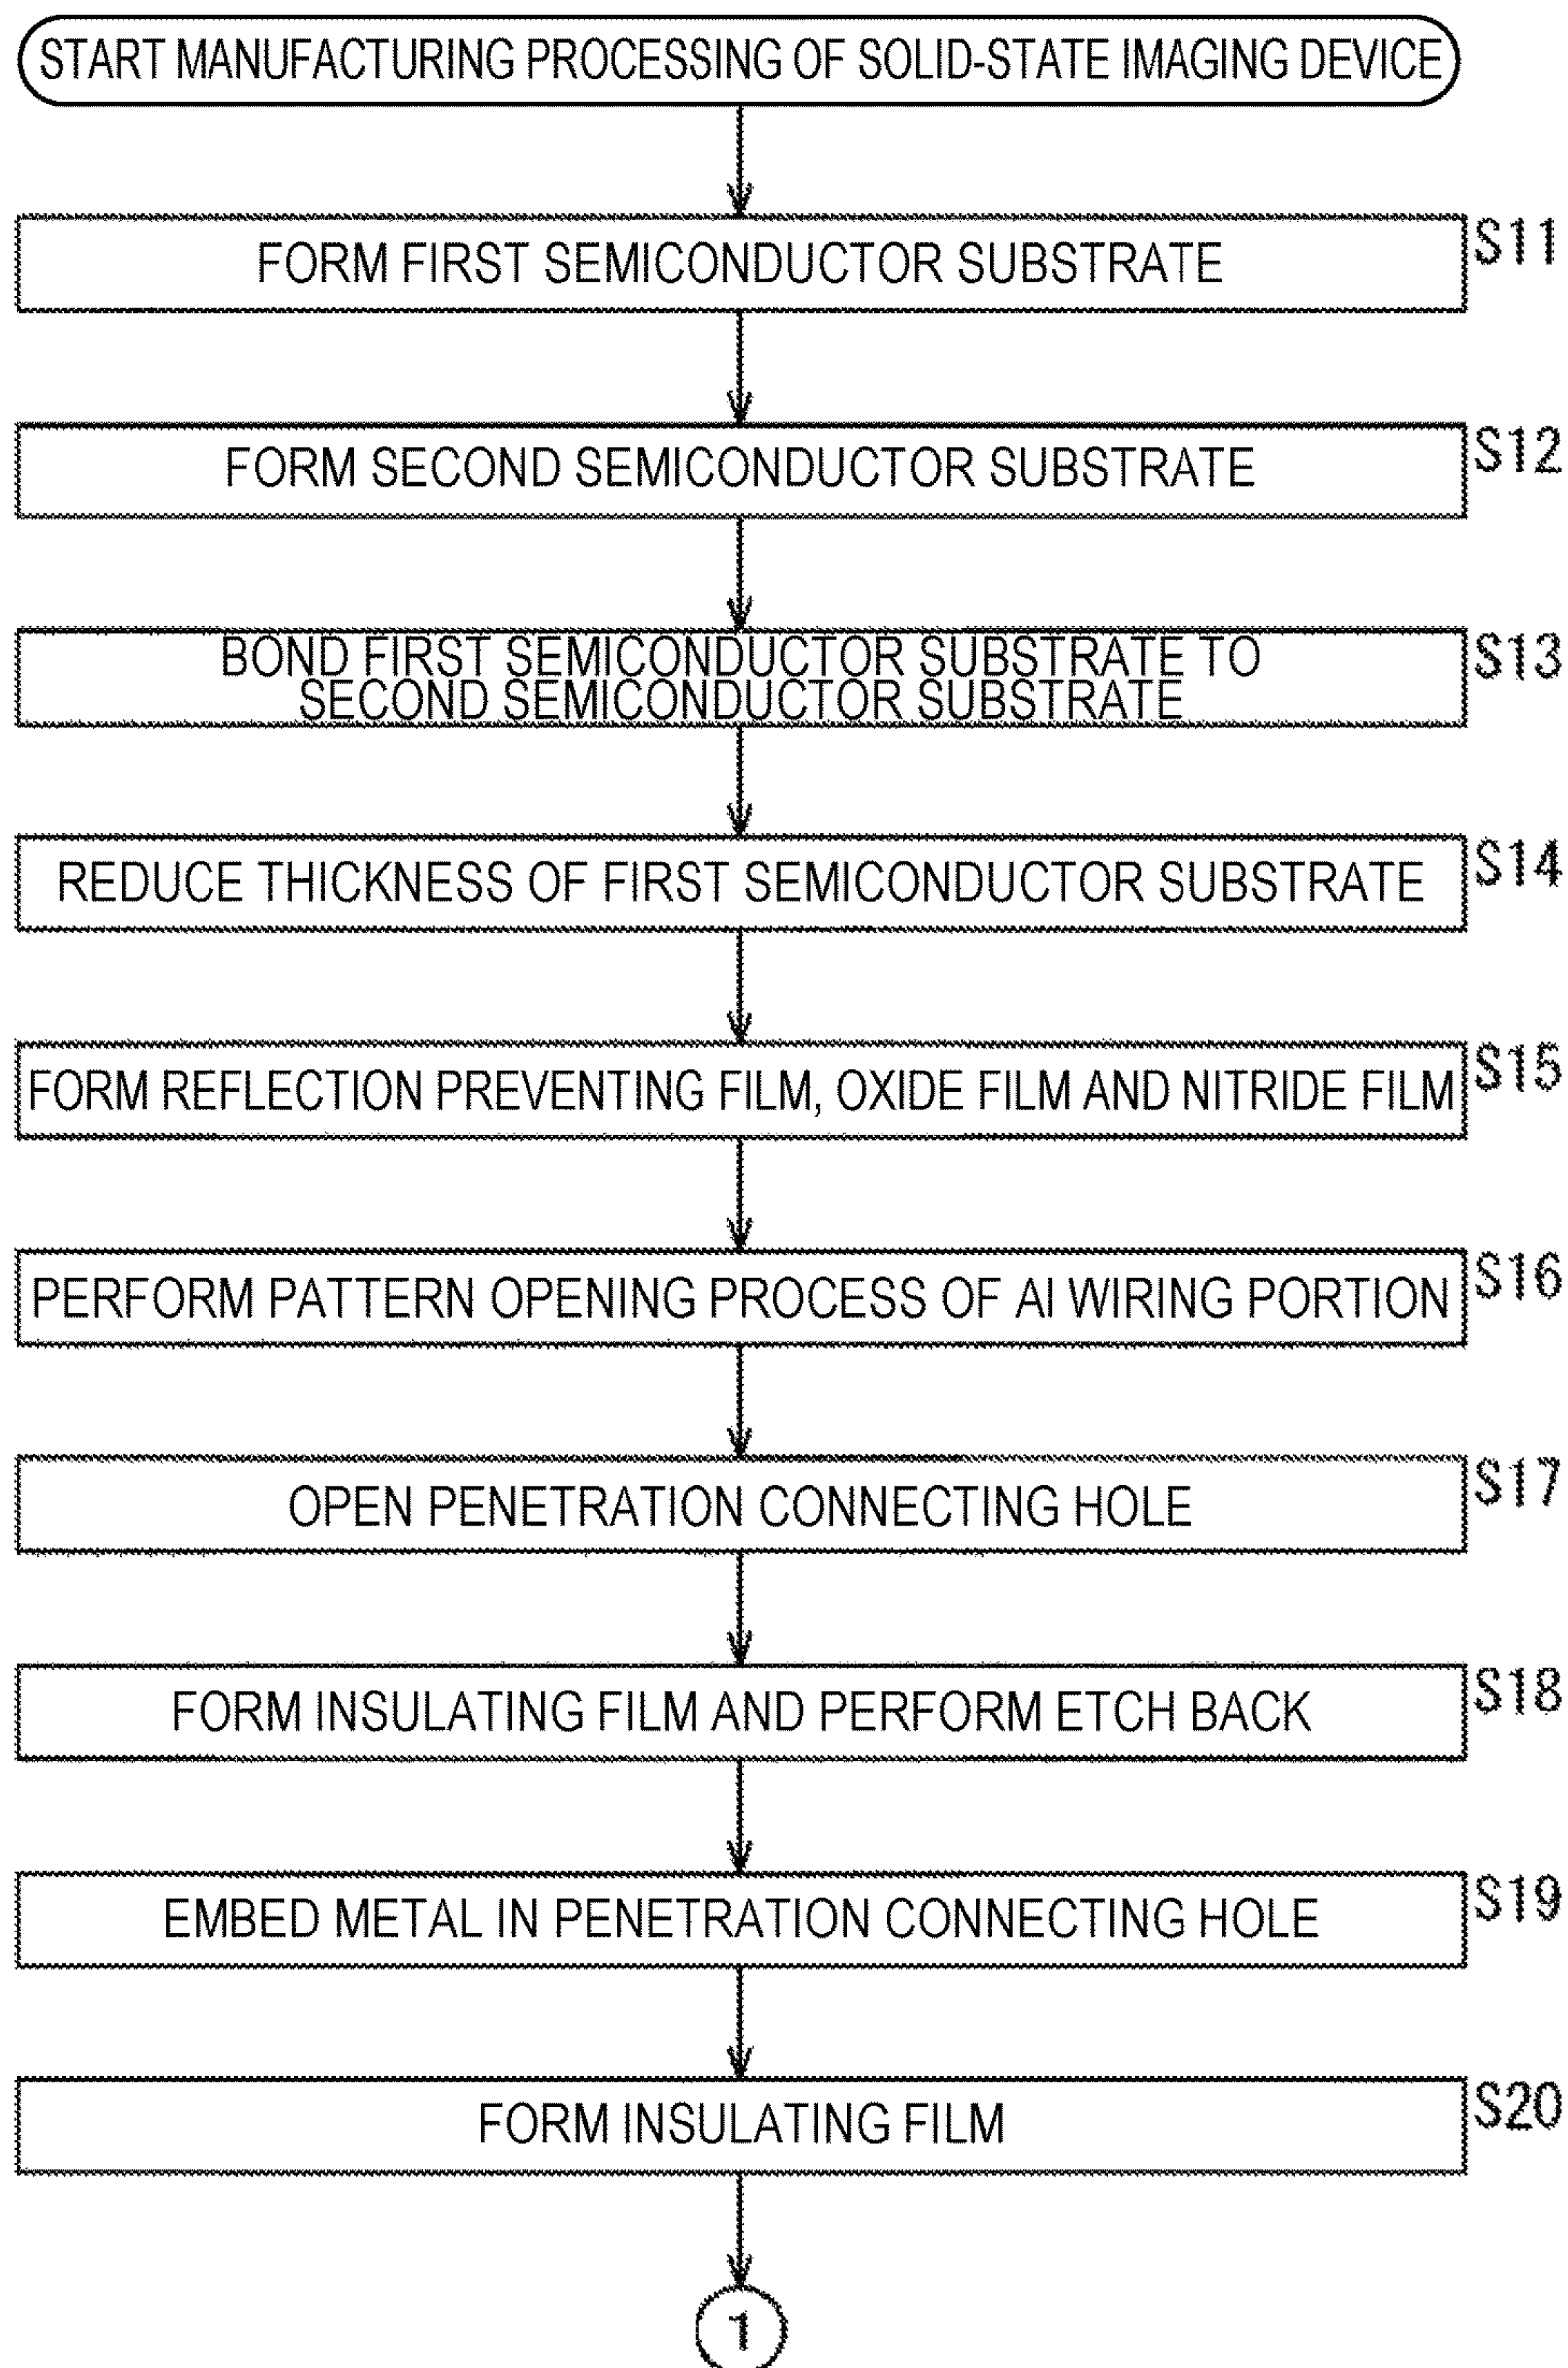 START MANUFACTURING PROCESSING OF SOLID-STATE IMAGING DEVICE
FORM FIRST SEMICONDUCTOR SUBSTRATE
S11
FORM SECOND SEMICONDUCTOR SUBSTRATE
S12
BOND FIRST SEMICONDUCTOR SUBSTRATE TO
SECOND SEMICONDUCTOR SUBSTRATE
S13
REDUCE THICKNESS OF FIRST SEMICONDUCTOR SUBSTRATE
S14
FORM REFLECTION PREVENTING FILM, OXIDE FILM AND NITRIDE FILM
S15
PERFORM PATTERN OPENING PROCESS OF Al WIRING PORTION
S16
OPEN PENETRATION CONNECTING HOLE
S17
FORM INSULATING FILM AND PERFORM ETCH BACK
S18
EMBED METAL IN PENETRATION CONNECTING HOLE
S19
FORM INSULATING FILM
S20
1